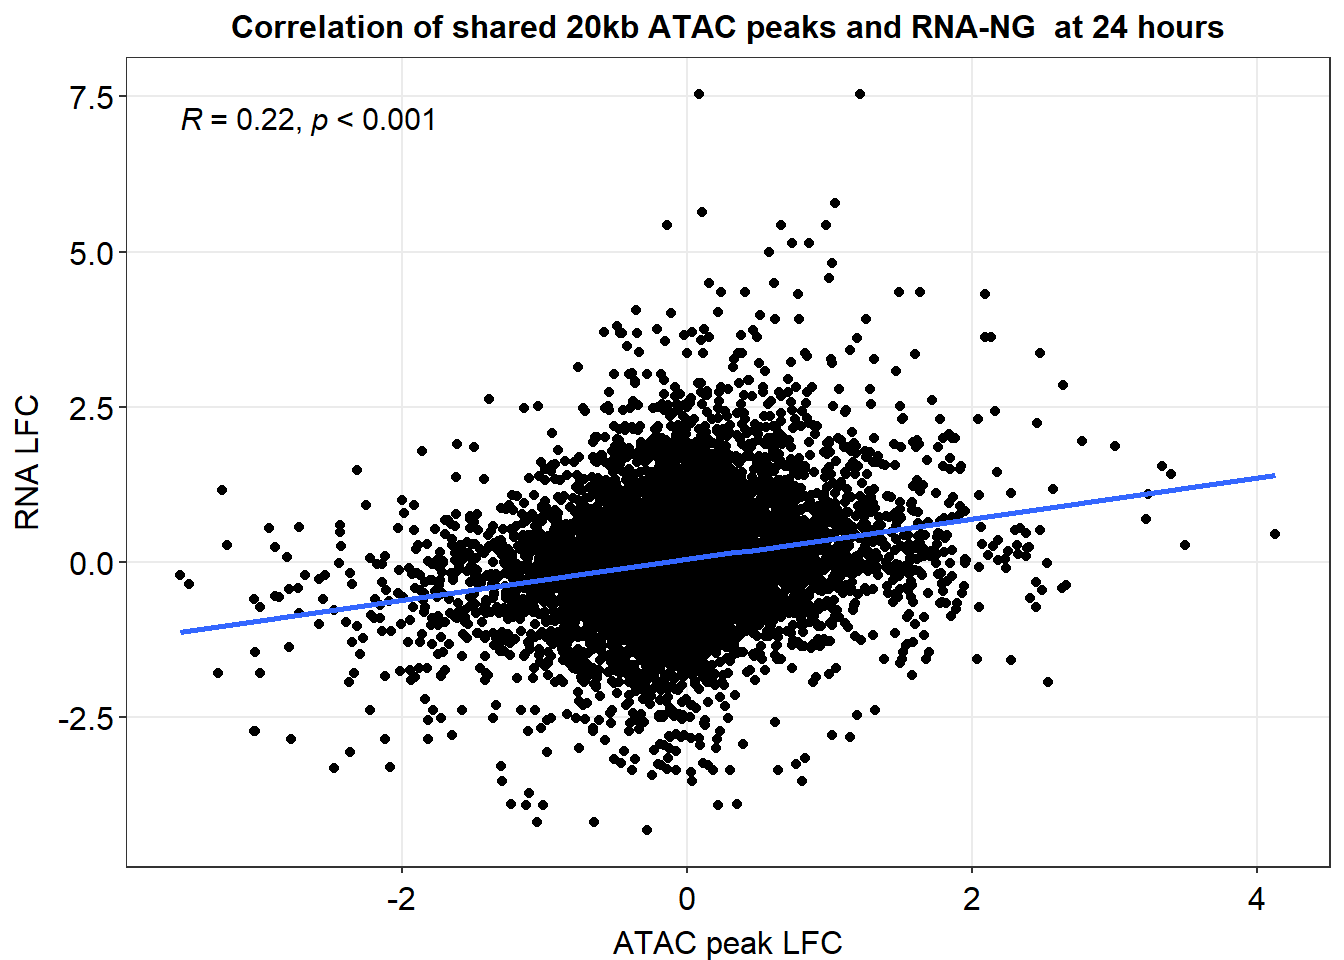 Correlation of shared 20kb ATAC peaks and RNA-NG  at 24 hours
R = 0.22, p < 0.001
7.5
5.0
2.5
0.0
-2.5
RNA LFC
-2
0
2
4
ATAC peak LFC